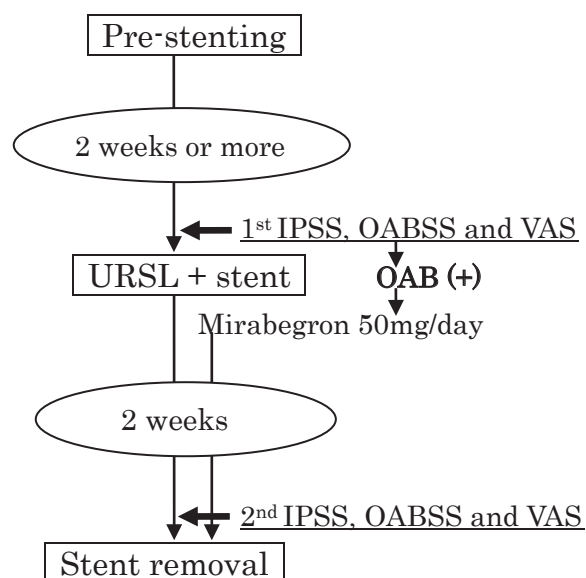 Pre-stenting
2 weeks or more
1st IPSS, OABSS and VAS
URSL + stent
OAB (+)
Mirabegron 50mg/day
2 weeks
2nd IPSS, OABSS and VAS
Stent removal